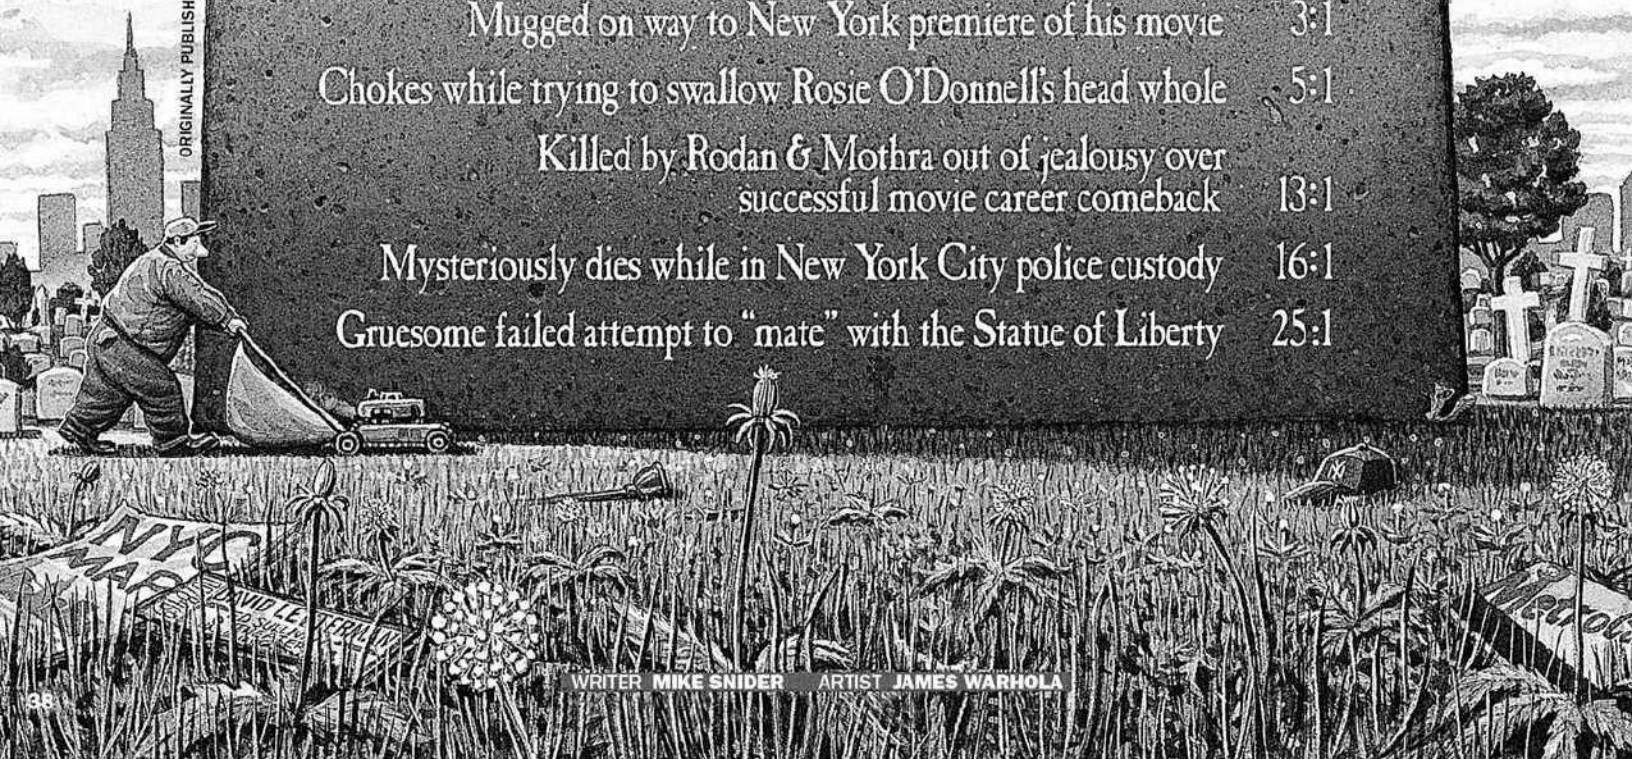 ORIGINALLY PUBLISH
Mugged on way to New York premiere of his movie 3:1
Chokes while trying to swallow Rosie O'Donnell's head whole 5:1
Killed by Rodan & Mothra out of jealousy over
successful movie career comeback 13:1
Mysteriously dies while in New York City police custody 16:1
Gruesome failed attempt to "mate" with the Statue of Liberty 25:1
NYC
MAP
DAVID LETTERMAN
WRITER MIKE SNIDER ARTIST JAMES WARHOLA
38